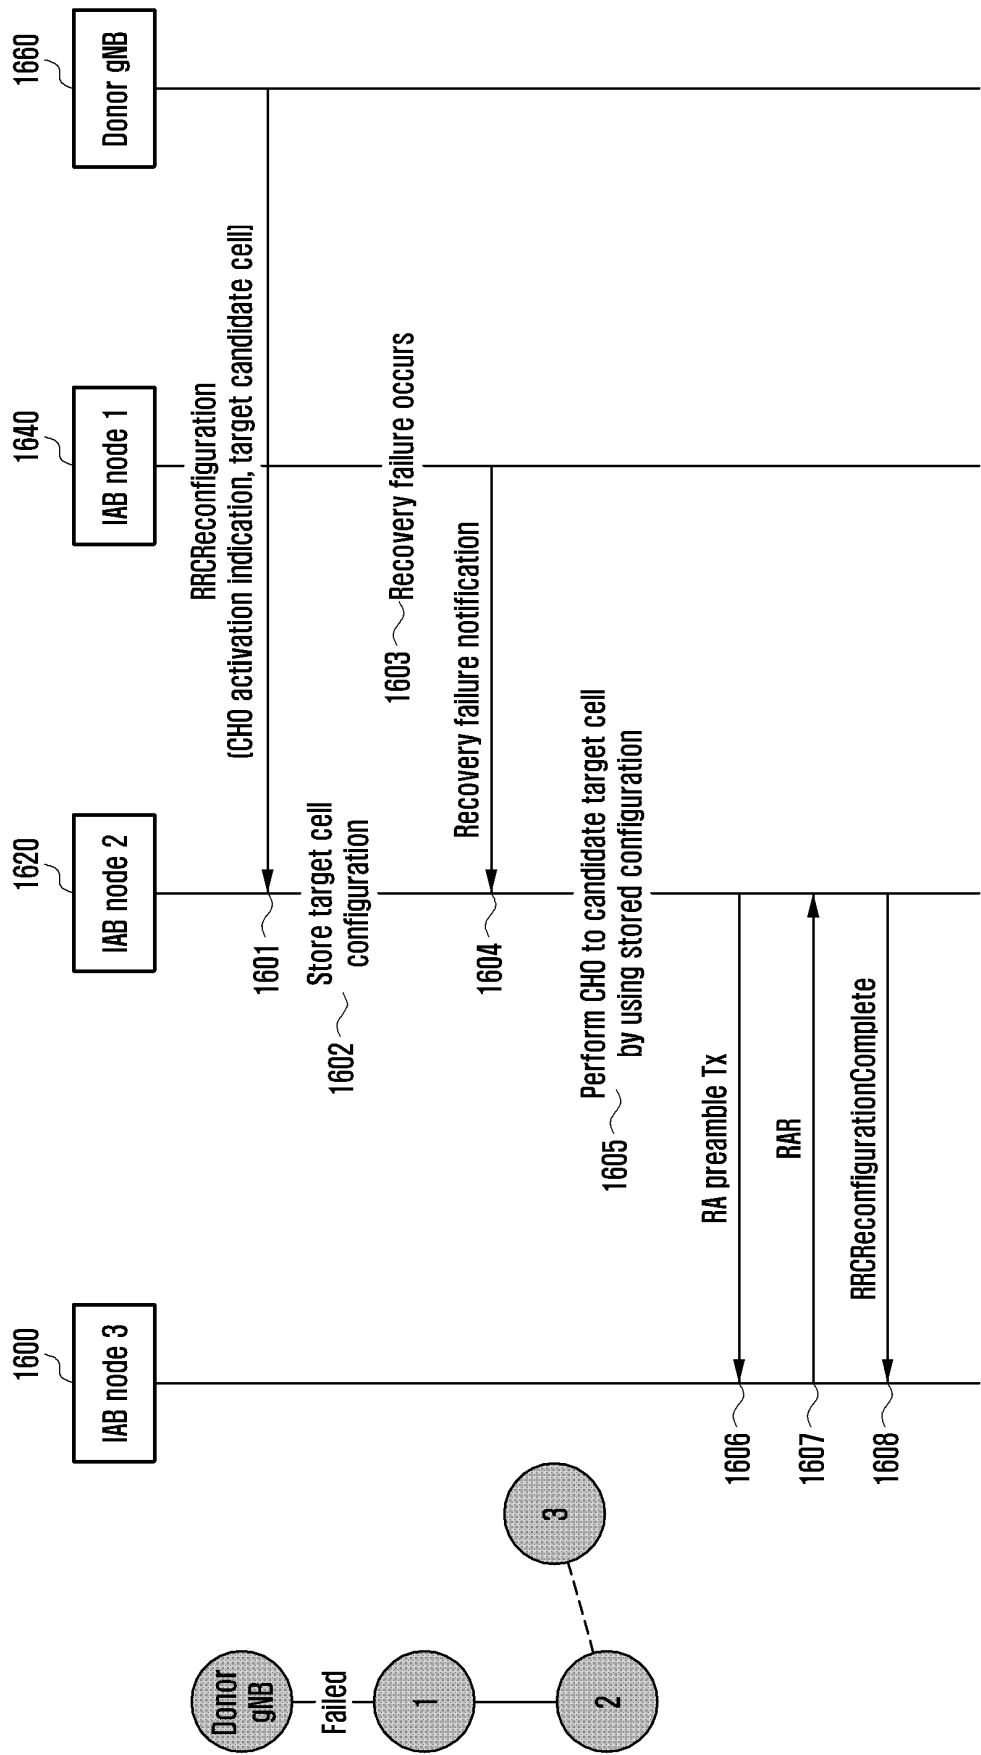 1600
1620
1640
1660
IAB node 3
IAB node 2
IAB node 1
Donor gNB
RRCReconfiguration
(CHO activation indication, target candidate cell)
1601
Store target cell
configuration
1602
1603
Recovery failure occurs
Recovery failure notification
1604
Perform CHO to candidate target cell
by using stored configuration
1605
RA preamble Tx
1606
RAR
1607
RRCReconfigurationComplete
1608
Donor
gNB
Failed
1
2
3